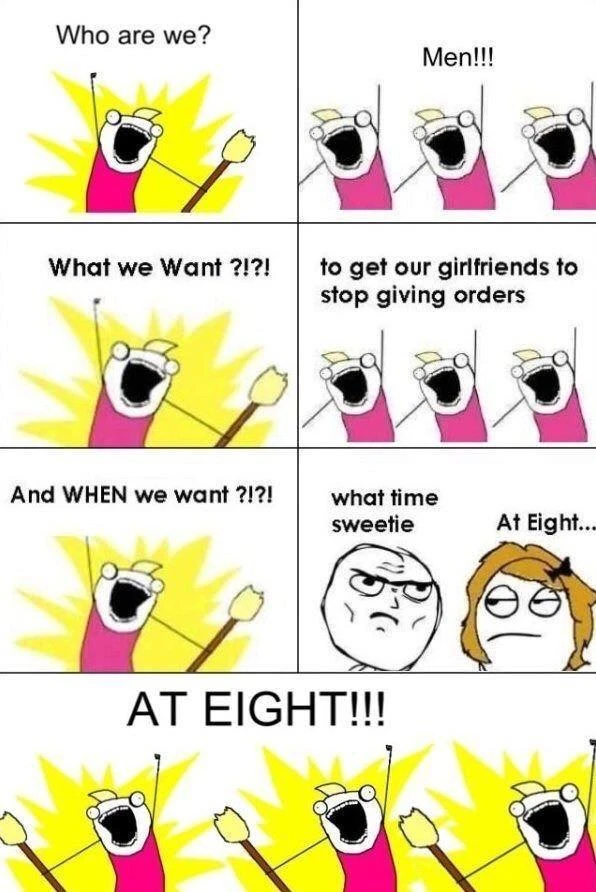 Who are we?
Men!!!
What we Want ?!?!
to get our girlfriends to
stop giving orders
And WHEN we want ?!?!
what time
sweetie
At Eight...
AT EIGHT!!!